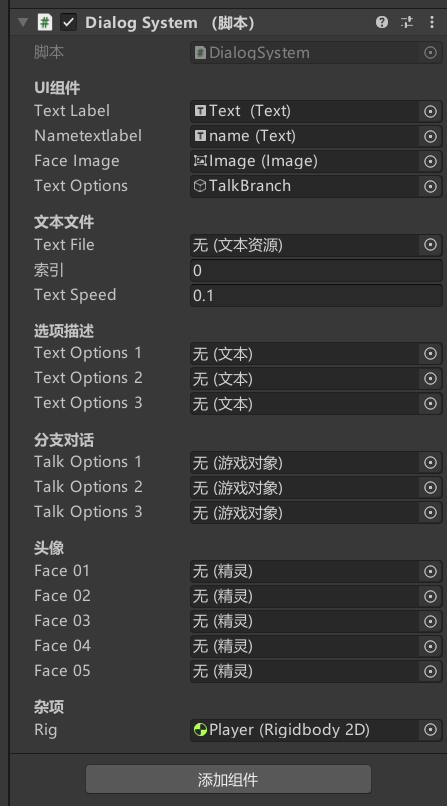 Dialog System （脚本）
脚本 DialogSystem
UI组件
Text Label Text (Text)
Nametextlabel name (Text)
Face Image Image (Image)
Text Options TalkBranch
文本文件
Text File 无 (文本资源)
索引 0
Text Speed 0.1
选项描述
Text Options 1 无 (文本)
Text Options 2 无 (文本)
Text Options 3 无 (文本)
分支对话
Talk Options 1 无 (游戏对象)
Talk Options 2 无 (游戏对象)
Talk Options 3 无 (游戏对象)
头像
Face 01 无 (精灵)
Face 02 无 (精灵)
Face 03 无 (精灵)
Face 04 无 (精灵)
Face 05 无 (精灵)
杂项
Rig Player (Rigidbody 2D)
添加组件